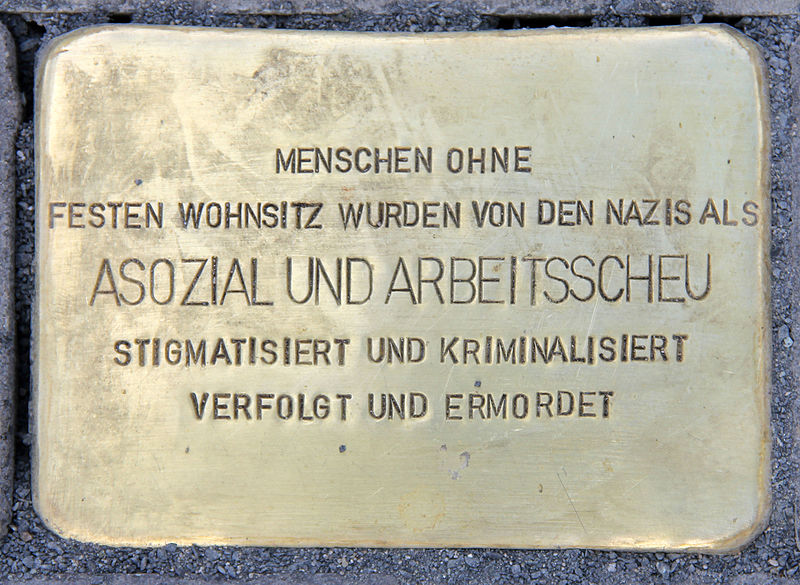 MENSCHEN OHNE
FESTEN WOHNSITZ WURDEN VON DEN NAZIS ALS
ASOZIAL UND ARBEITSSCHEU
STIGMATISIERT UND KRIMINALISIERT
VERFOLGT UND ERMORDET